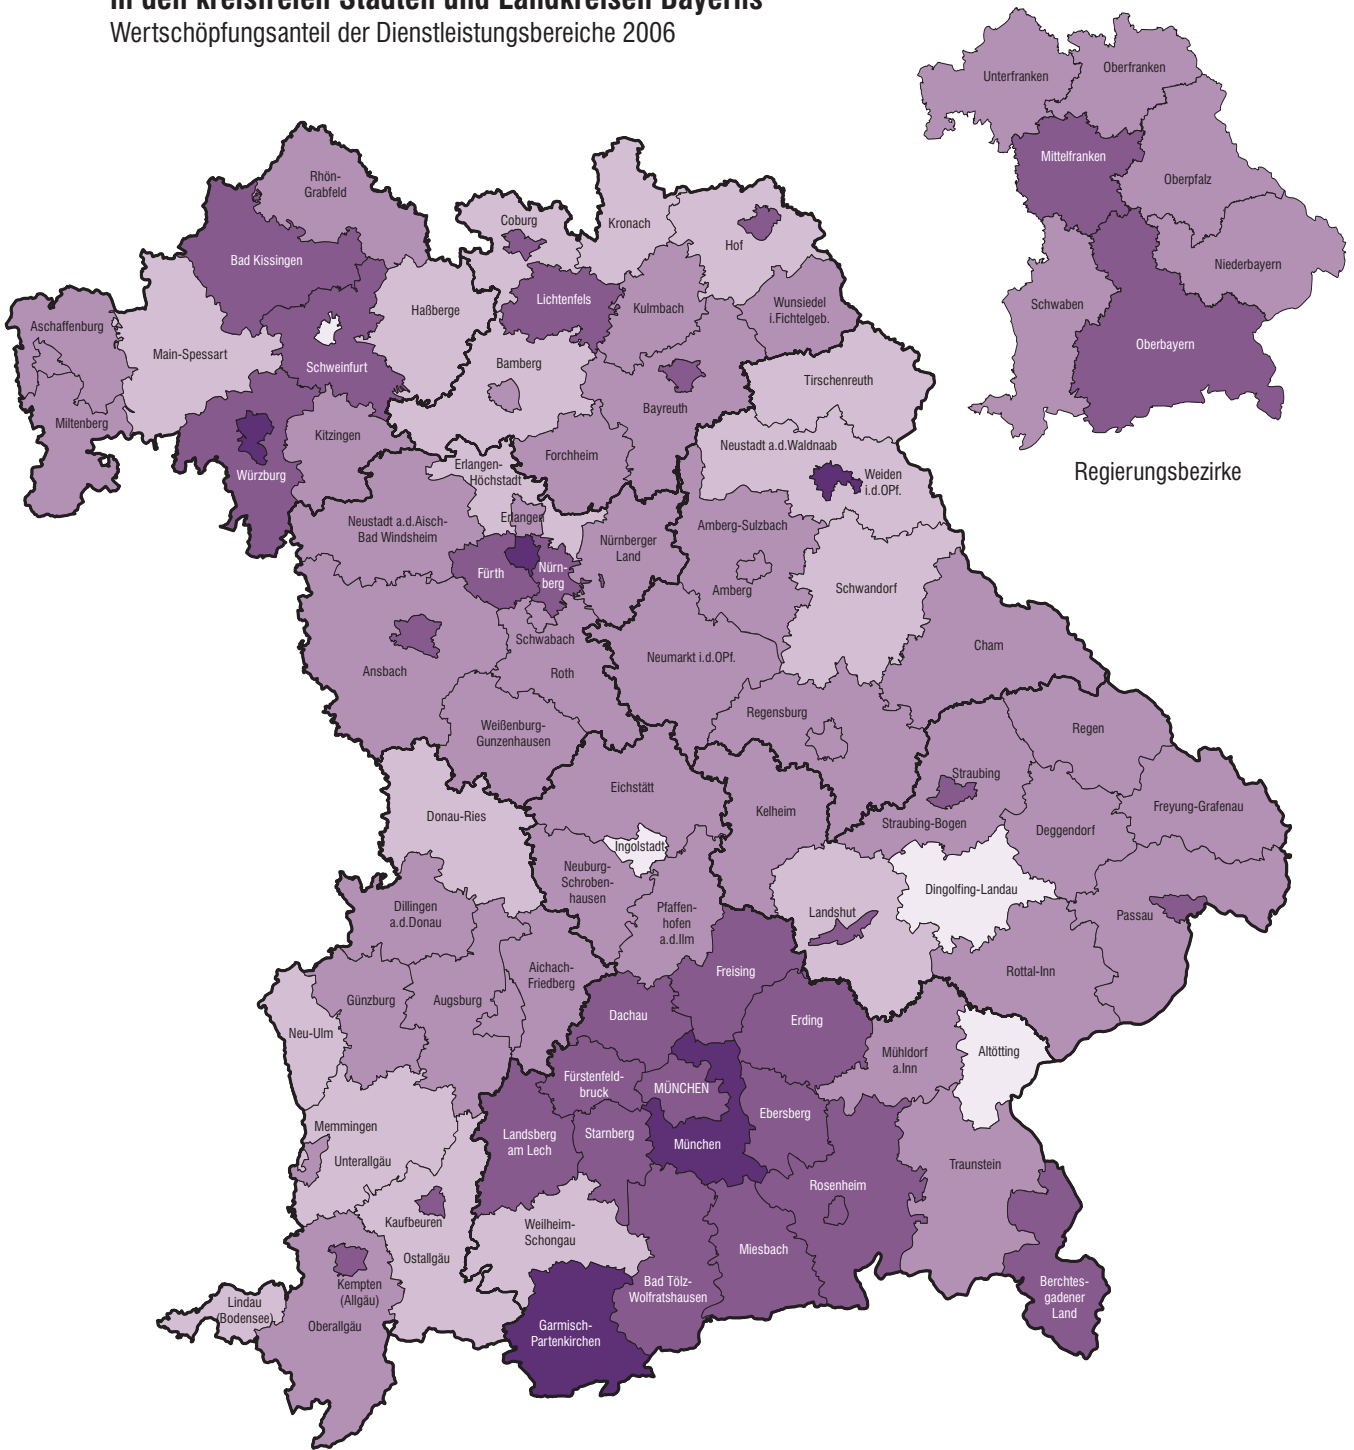 in den kreisfreien Städten und Landkreisen Bayerns
Wertschöpfungsanteil der Dienstleistungsbereiche 2006
Unterfranken
Oberfranken
Mittelfranken
Oberpfalz
Niederbayern
Schwaben
Oberbayern
Regierungsbezirke
Rhön-
Grabfeld
Bad Kissingen
Coburg
Kronach
Hof
Lichtenfels
Kulmbach
Wunsiedel
i.Fichtelgeb.
Haßberge
Aschaffenburg
Main-Spessart
Schweinfurt
Bamberg
Bayreuth
Tirschenreuth
Miltenberg
Kitzingen
Würzburg
Forchheim
Erlangen-
Höchstadt
Neustadt a.d.Waldnaab
Weiden
i.d.OPf.
Neustadt a.d.Aisch-
Bad Windsheim
Erlangen
Nürnberger
Land
Amberg-Sulzbach
Amberg
Fürth
Nürn-
berg
Schwandorf
Schwabach
Roth
Ansbach
Neumarkt i.d.OPf.
Cham
Weißenburg-
Gunzenhausen
Regensburg
Regen
Eichstätt
Straubing
Freyung-Grafenau
Donau-Ries
Kelheim
Straubing-Bogen
Deggendorf
Ingolstadt
Neuburg-
Schroben-
hausen
Dingolfing-Landau
Dillingen
a.d.Donau
Pfaffen-
hofen
a.d.Ilm
Landshut
Passau
Aichach-
Friedberg
Freising
Rottal-Inn
Günzburg
Augsburg
Dachau
Erding
Neu-Ulm
Mühldorf
a.Inn
Altötting
Fürstenfeld-
bruck
MÜNCHEN
Ebersberg
Memmingen
Unterallgäu
Landsberg
am Lech
Starnberg
München
Traunstein
Rosenheim
Kaufbeuren
Weilheim-
Schongau
Ostallgäu
Miesbach
Kempten
(Allgäu)
Bad Tölz-
Wolfratshausen
Berchtes-
gadener
Land
Lindau
(Bodensee)
Oberallgäu
Garmisch-
Partenkirchen